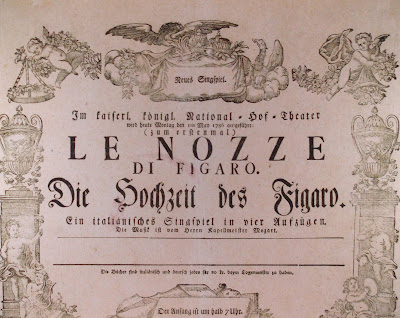 Neues Singspiel.
Im kaiserl. königl. National-Hof-Theater
wird heute Montag den 1ten May 1786 aufgeführt:
(zum erstenmal)
LE NOZZE
DI FIGARO.
Die Hochzeit des Figaro.
Ein italiänisches Singspiel in vier Aufzügen.
Die Musik ist vom Herrn Kapellmeister Mozart.
Die Bücher sind italiänisch und deutsch jedes für 20 kr. beym Logenmeister zu haben.
Der Anfang ist um halb 7 Uhr.